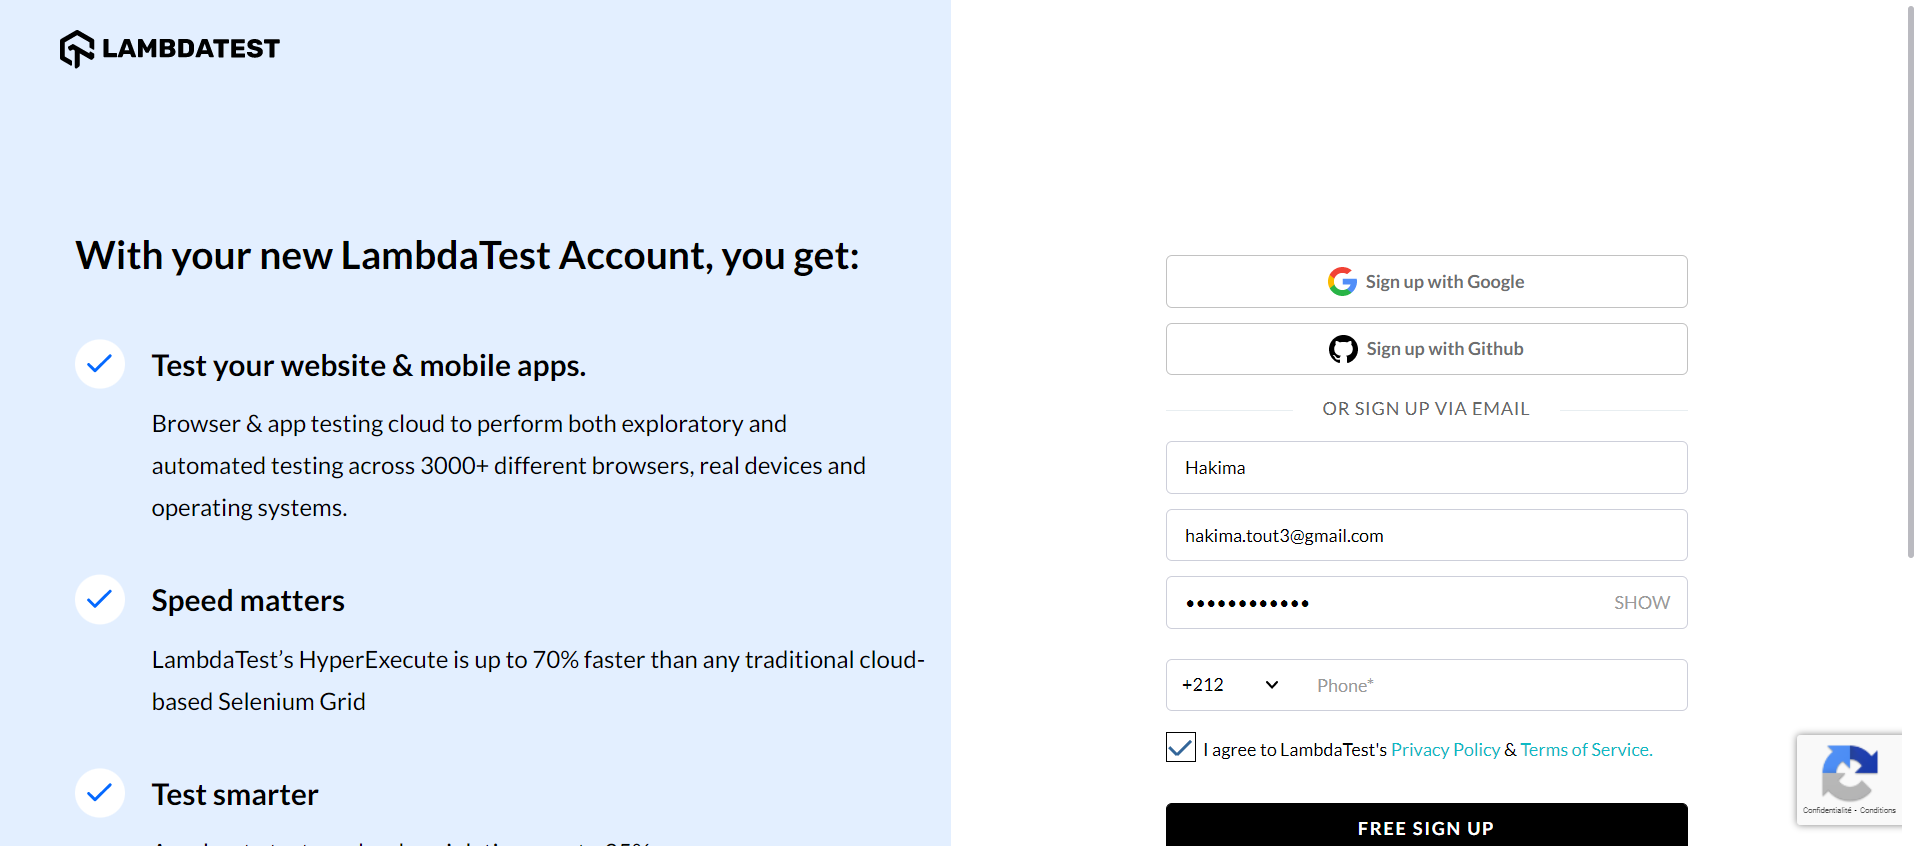 LAMBDATEST
With your new LambdaTest Account, you get:
Test your website & mobile apps.
Browser & app testing cloud to perform both exploratory and
automated testing across 3000+ different browsers, real devices and
operating systems.
Speed matters
LambdaTest’s HyperExecute is up to 70% faster than any traditional cloud-
based Selenium Grid
Test smarter
Sign up with Google
Sign up with Github
OR SIGN UP VIA EMAIL
Hakima
hakima.tout3@gmail.com
•••••••••••• SHOW
+212 Phone*
I agree to LambdaTest's Privacy Policy & Terms of Service.
FREE SIGN UP
Confidentialité - Conditions